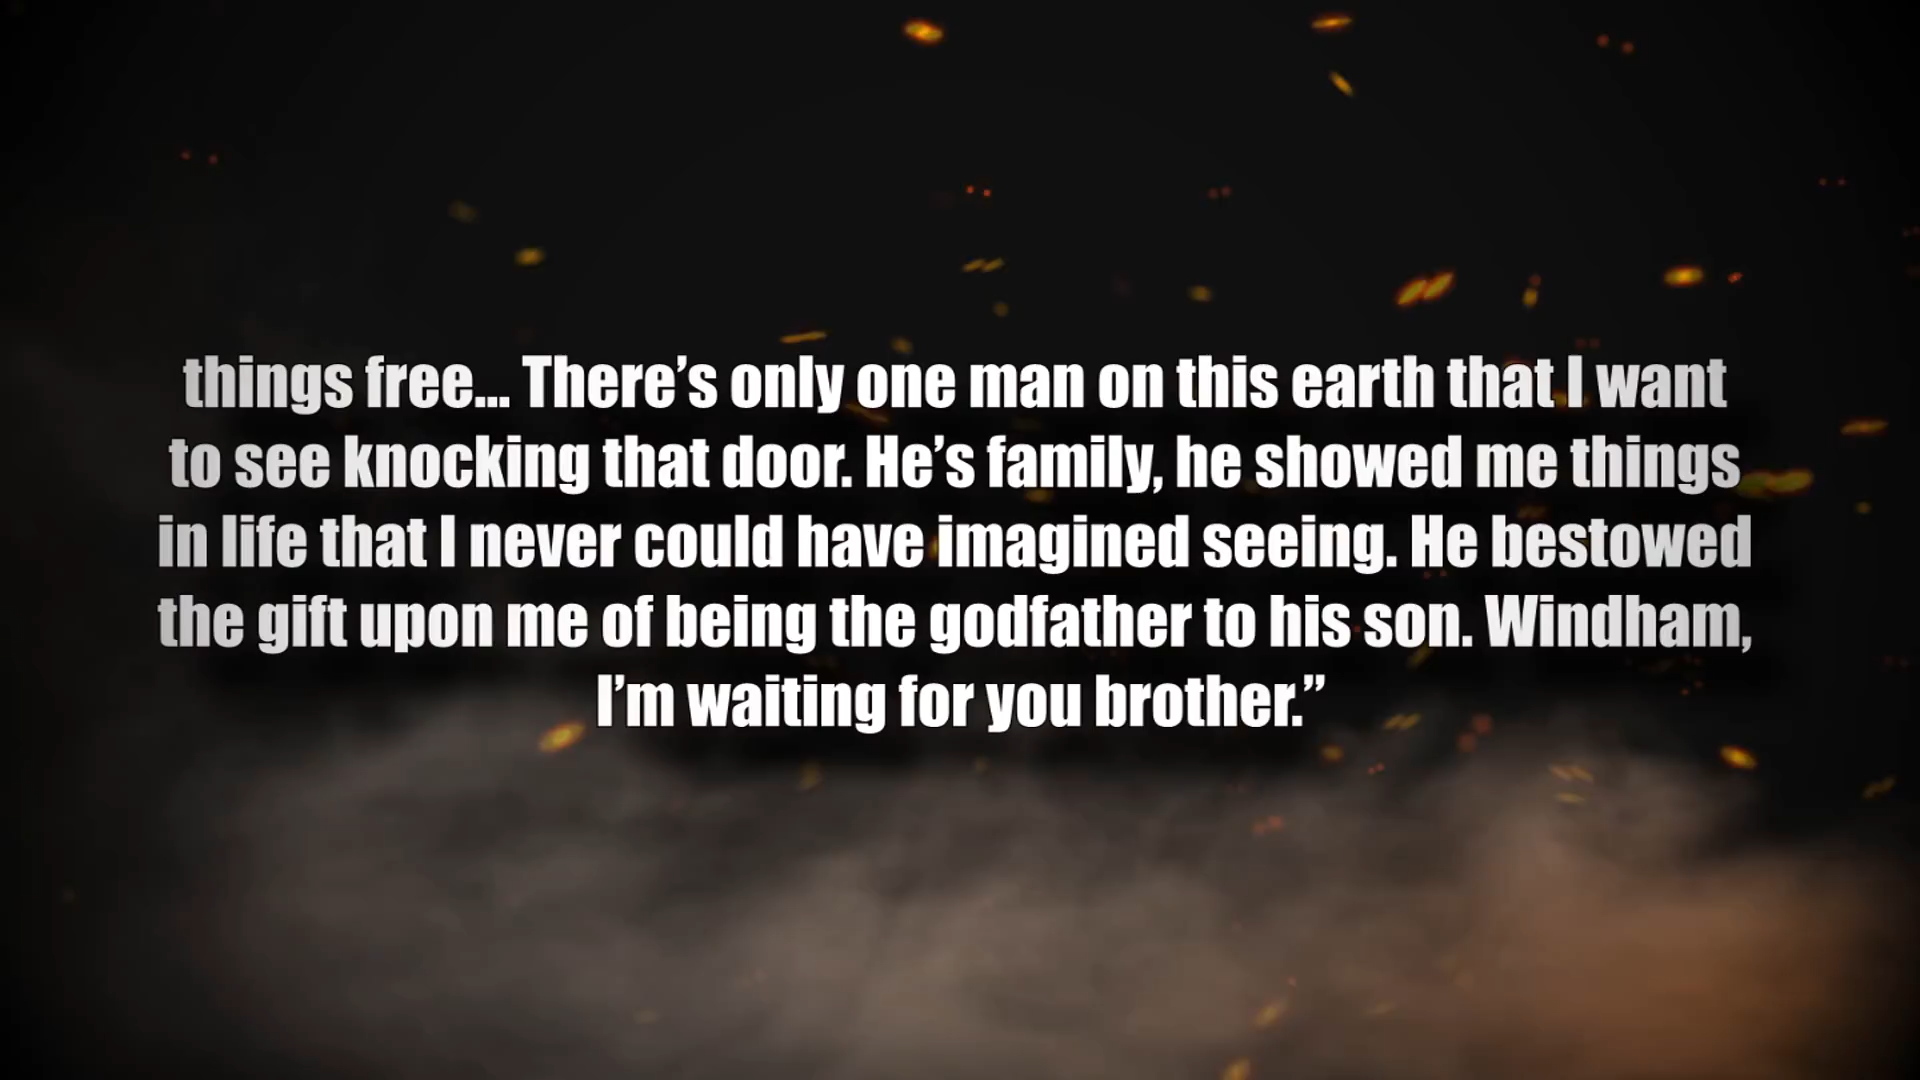 things free... There’s only one man on this earth that I want
to see knocking that door. He’s family, he showed me things
in life that I never could have imagined seeing. He bestowed
the gift upon me of being the godfather to his son. Windham,
I’m waiting for you brother.”